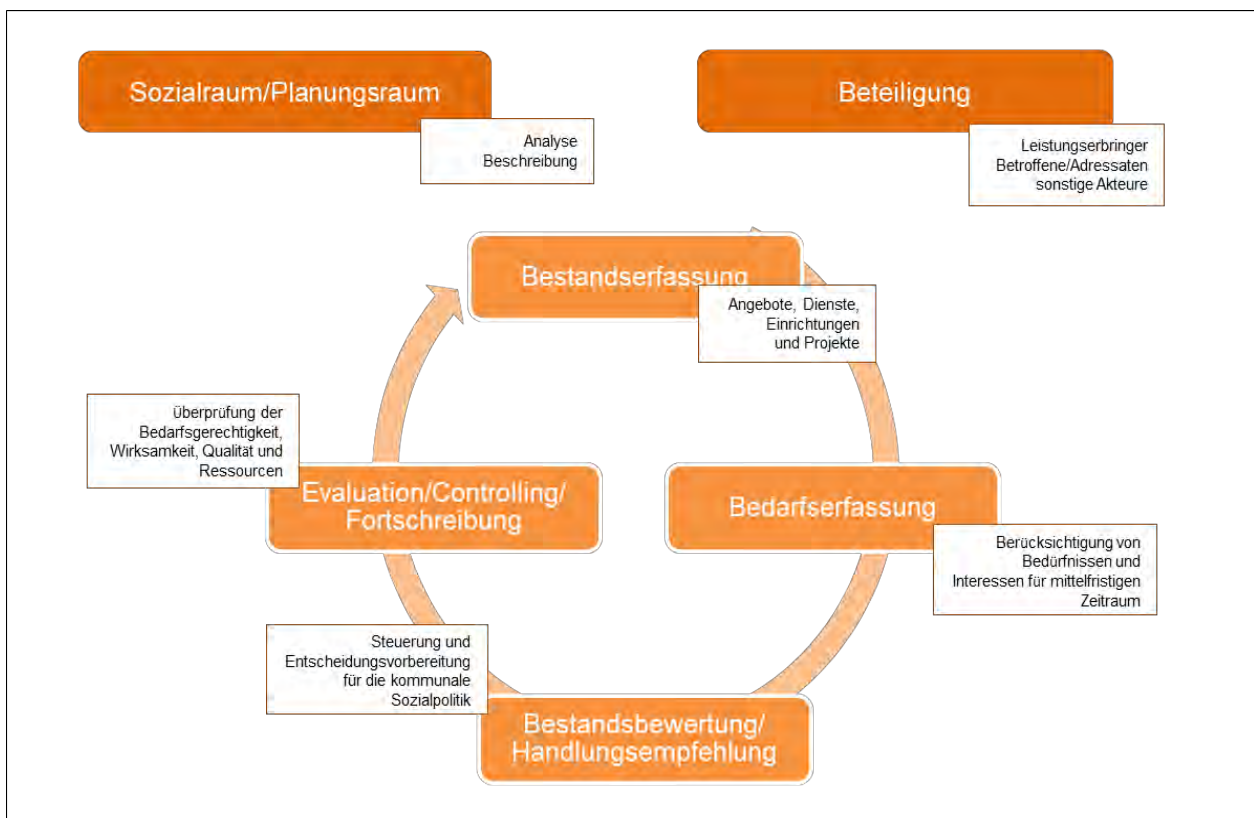 Sozialraum/Planungsraum
Analyse
Beschreibung
Beteiligung
Leistungserbringer
Betroffene/Adressaten
sonstige Akteure
Bestandserfassung
Angebote, Dienste,
Einrichtungen
und Projekte
Bedarfserfassung
Berücksichtigung von
Bedürfnissen und
Interessen für mittelfristigen
Zeitraum
Bestandsbewertung/
Handlungsempfehlung
Steuerung und
Entscheidungsvorbereitung
für die kommunale
Sozialpolitik
Evaluation/Controlling/
Fortschreibung
überprüfung der
Bedarfsgerechtigkeit,
Wirksamkeit, Qualität und
Ressourcen